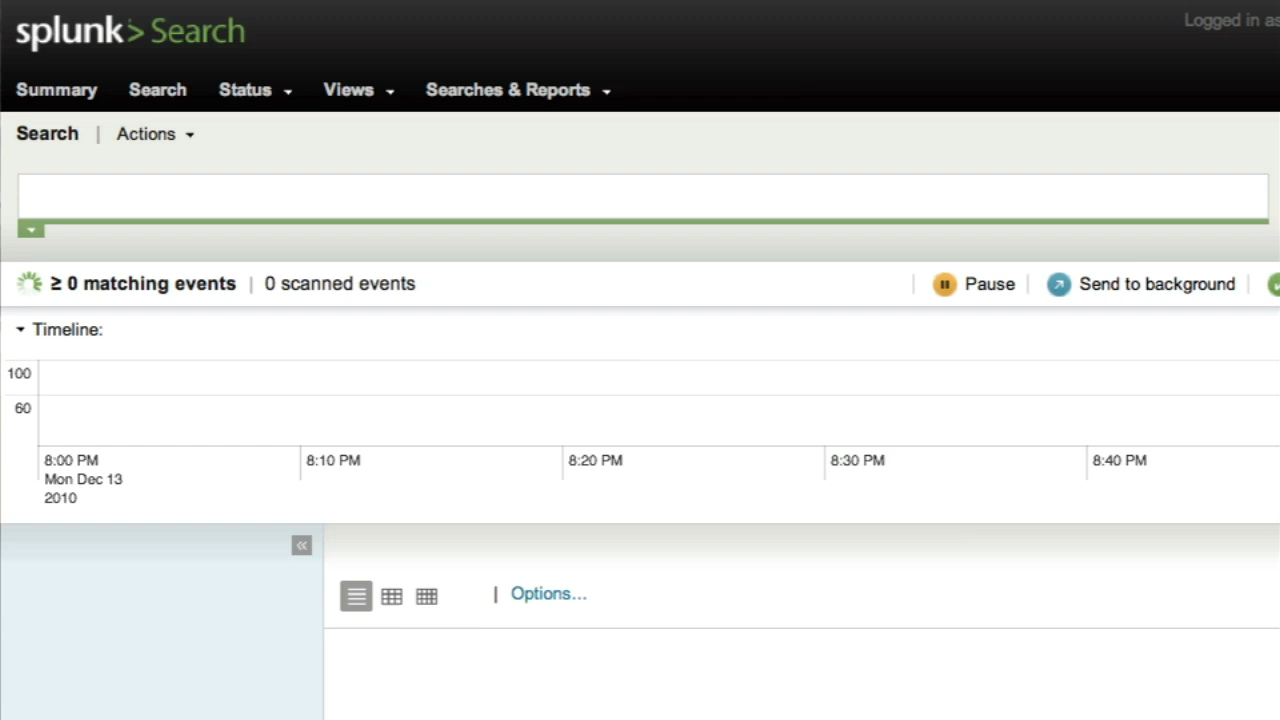 splunk> Search
Logged in as
Summary Search Status Views Searches & Reports
Search | Actions
≥ 0 matching events | 0 scanned events
Pause | Send to background
Timeline:
100
60
8:00 PM 8:10 PM 8:20 PM 8:30 PM 8:40 PM
Mon Dec 13
2010
«
| Options...